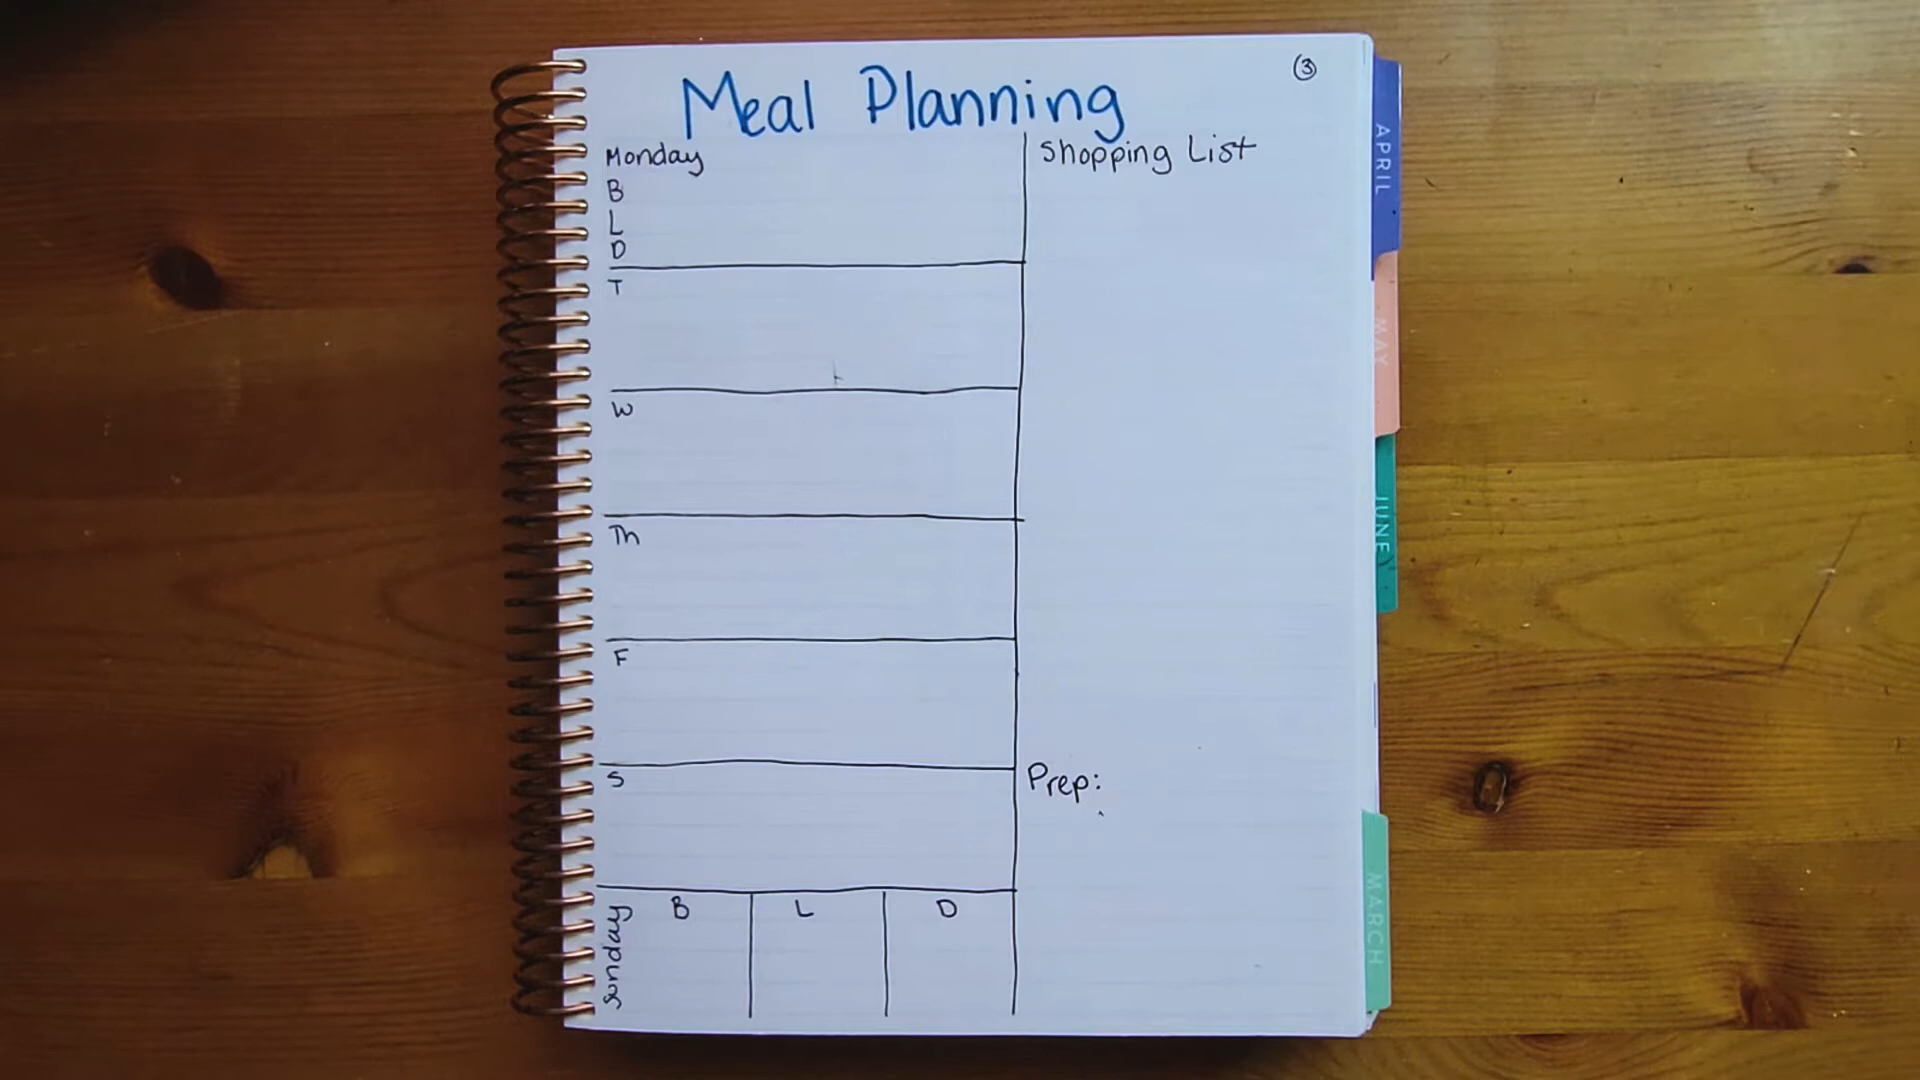 Meal Planning
3
Monday
B
L
D
T
W
Th
F
S
Sunday
B
L
D
Shopping List
Prep:
APRIL
MAY
JUNE
MARCH